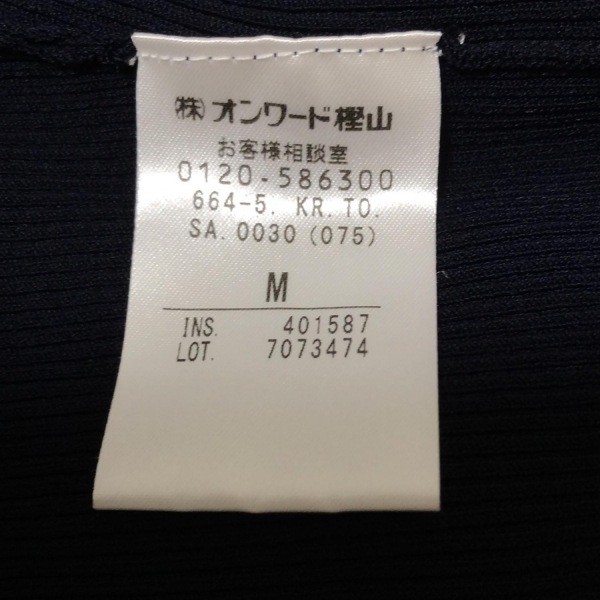 (株)オンワード樫山
お客様相談室
0120-586300
664-5. KR. TO.
SA. 0030 (075)
M
INS. 401587
LOT. 7073474